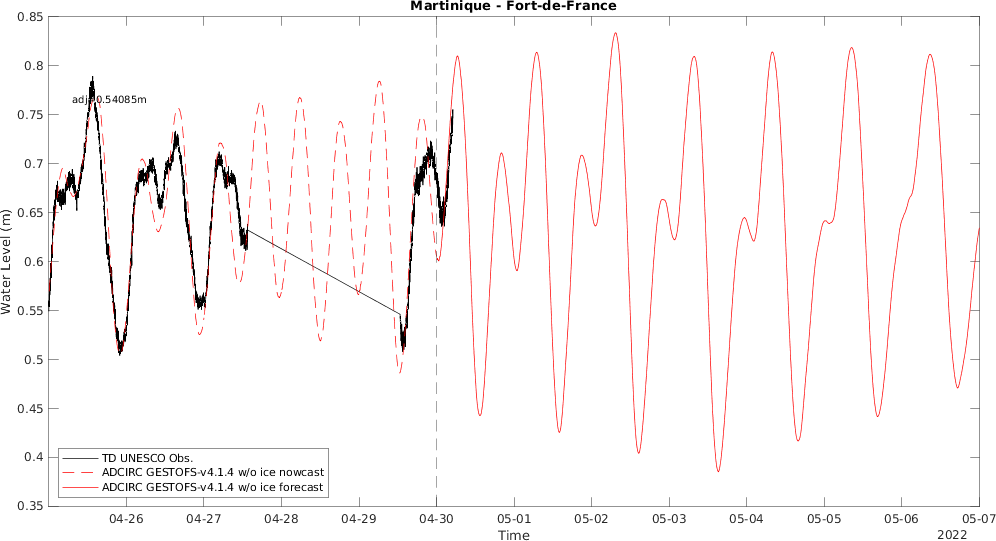 Martinique - Fort-de-France
0.85
0.8
0.75
0.7
0.65
0.6
0.55
0.5
0.45
0.4
0.35
Water Level (m)
adj: 0.54085m
TD UNESCO Obs.
ADCIRC GESTOFS-v4.1.4 w/o ice nowcast
ADCIRC GESTOFS-v4.1.4 w/o ice forecast
04-26 04-27 04-28 04-29 04-30 05-01 05-02 05-03 05-04 05-05 05-06 05-07
Time
2022